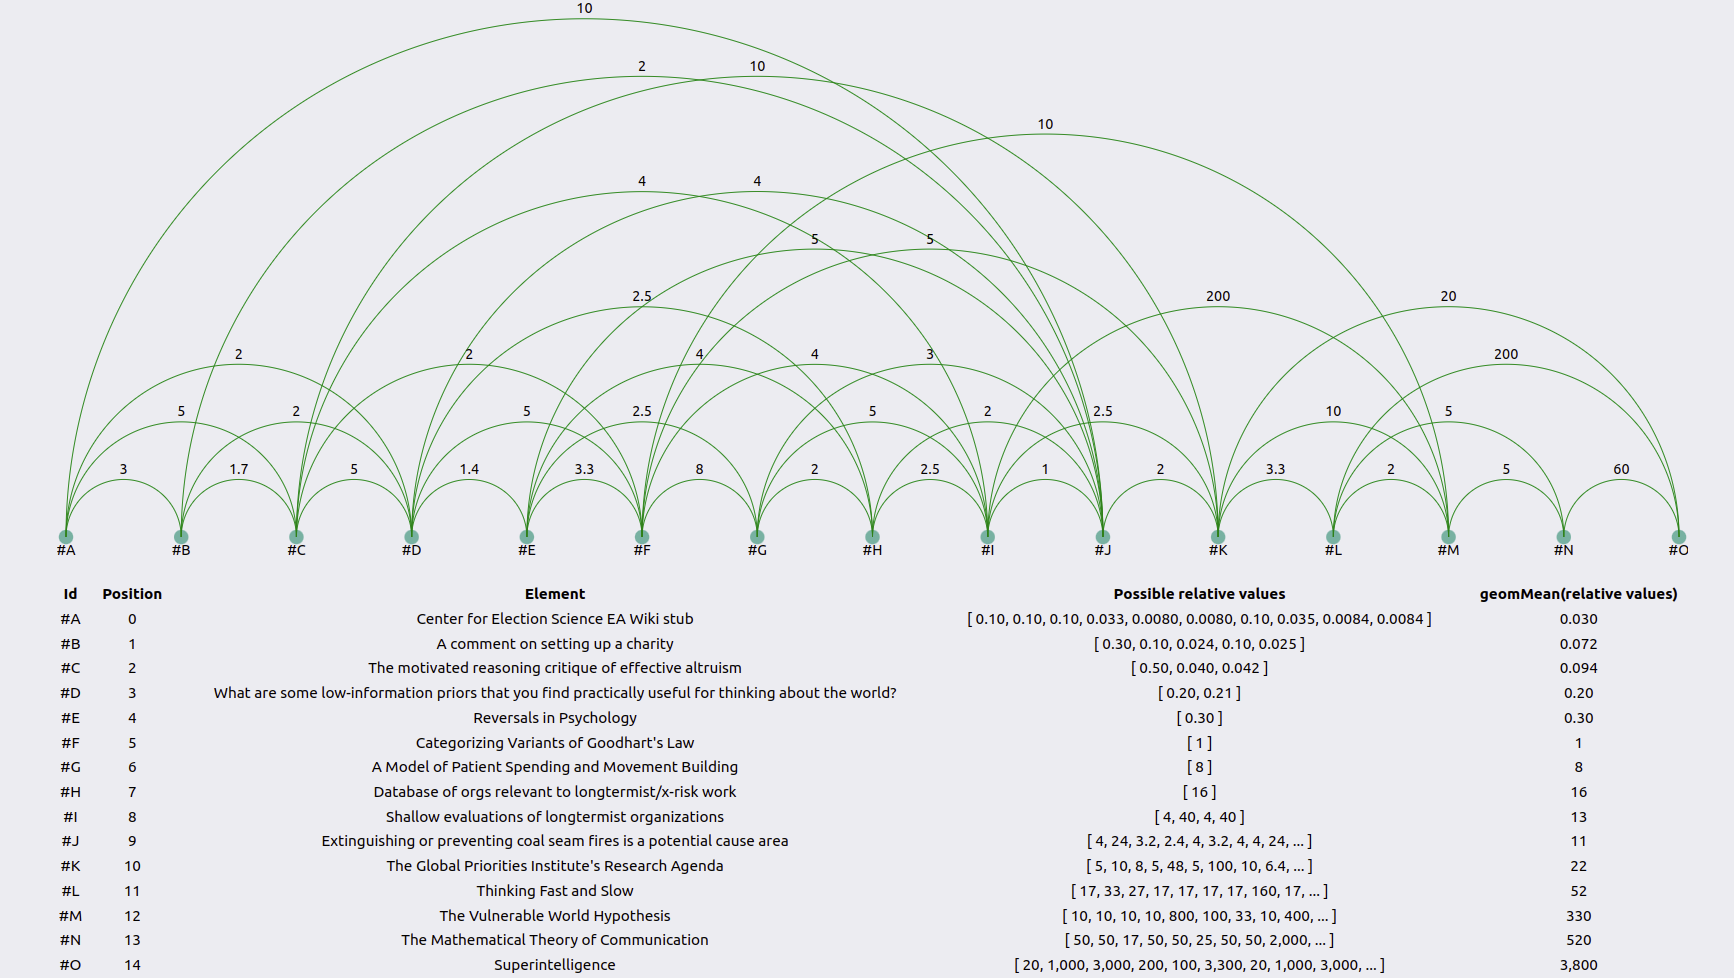 10
2 10
10
4 4
5 5
2.5 200 20
2 2 4 4 3 200
5 2 5 2.5 5 2 2.5 10 5
3 1.7 5 1.4 3.3 8 2 2.5 1 2 3.3 2 5 60
#A #B #C #D #E #F #G #H #I #J #K #L #M #N #O
Id Position Element Possible relative values geomMean(relative values)
#A 0 Center for Election Science EA Wiki stub [ 0.10, 0.10, 0.10, 0.033, 0.0080, 0.0080, 0.10, 0.035, 0.0084, 0.0084 ] 0.030
#B 1 A comment on setting up a charity [ 0.30, 0.10, 0.024, 0.10, 0.025 ] 0.072
#C 2 The motivated reasoning critique of effective altruism [ 0.50, 0.040, 0.042 ] 0.094
#D 3 What are some low-information priors that you find practically useful for thinking about the world? [ 0.20, 0.21 ] 0.20
#E 4 Reversals in Psychology [ 0.30 ] 0.30
#F 5 Categorizing Variants of Goodhart's Law [ 1 ] 1
#G 6 A Model of Patient Spending and Movement Building [ 8 ] 8
#H 7 Database of orgs relevant to longtermist/x-risk work [ 16 ] 16
#I 8 Shallow evaluations of longtermist organizations [ 4, 40, 4, 40 ] 13
#J 9 Extinguishing or preventing coal seam fires is a potential cause area [ 4, 24, 3.2, 2.4, 4, 3.2, 4, 4, 24, ... ] 11
#K 10 The Global Priorities Institute's Research Agenda [ 5, 10, 8, 5, 48, 5, 100, 10, 6.4, ... ] 22
#L 11 Thinking Fast and Slow [ 17, 33, 27, 17, 17, 17, 17, 160, 17, ... ] 52
#M 12 The Vulnerable World Hypothesis [ 10, 10, 10, 10, 800, 100, 33, 10, 400, ... ] 330
#N 13 The Mathematical Theory of Communication [ 50, 50, 17, 50, 50, 25, 50, 50, 2,000, ... ] 520
#O 14 Superintelligence [ 20, 1,000, 3,000, 200, 100, 3,300, 20, 1,000, 3,000, ... ] 3,800